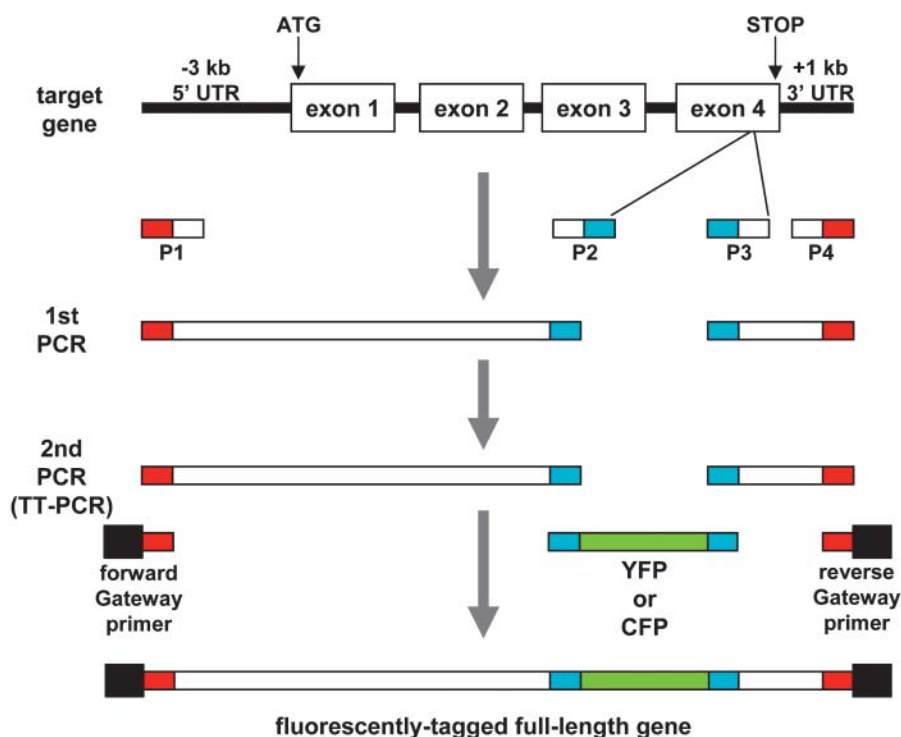 ATG
STOP
-3 kb
5' UTR
+1 kb
3' UTR
target
gene
exon 1
exon 2
exon 3
exon 4
P1
P2
P3
P4
1st
PCR
2nd
PCR
(TT-PCR)
forward
Gateway
primer
YFP
or
CFP
reverse
Gateway
primer
fluorescently-tagged full-length gene